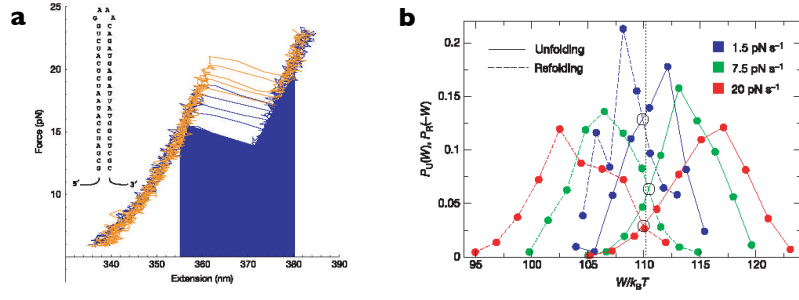 a
b
5′
3′
Force (pN)
25
20
15
10
340 350 360 370 380 390
Extension (nm)
P_U(W), P_R(–W)
0.2
0.15
0.1
0.05
0
Unfolding
Refolding
1.5 pN s⁻¹
7.5 pN s⁻¹
20 pN s⁻¹
95 100 105 110 115 120
W/k_BT